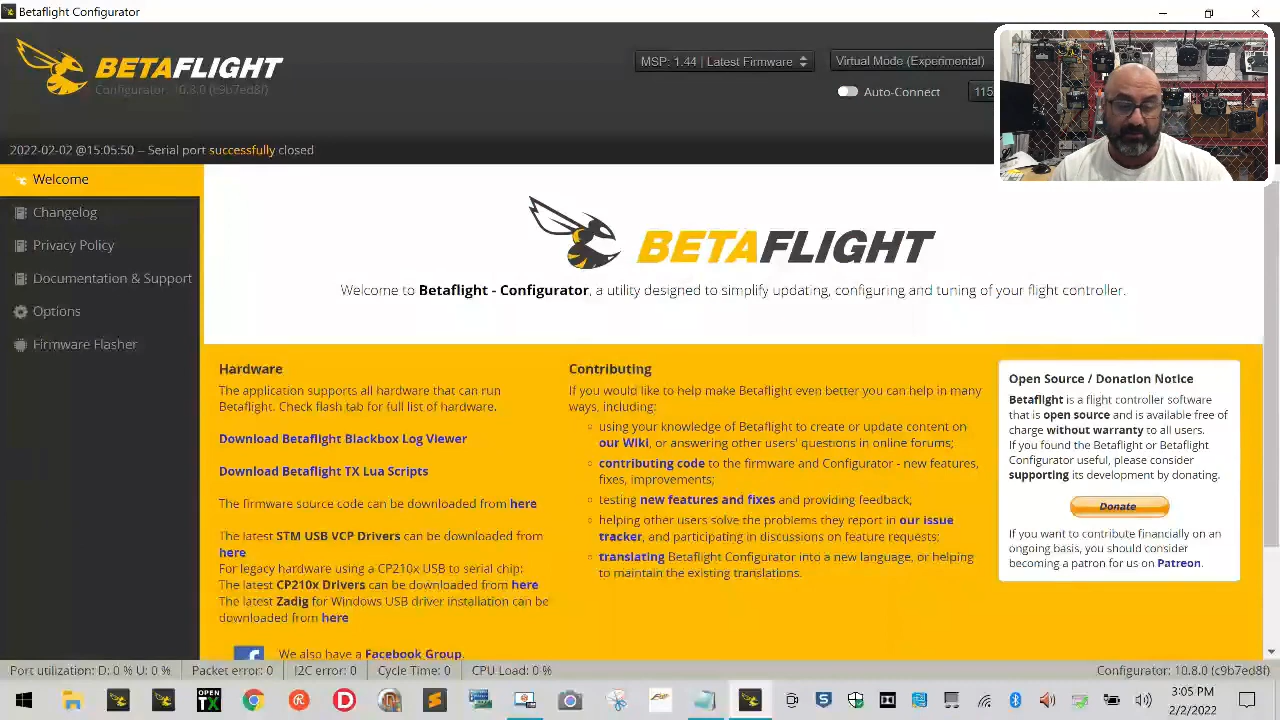 Betaflight Configurator
BETAFLIGHT
Configurator 10.8.0 (c9b7ed8f)
MSP: 1.44 | Latest Firmware
Virtual Mode (Experimental)
Auto-Connect
115
2022-02-02 @15:05:50 -- Serial port successfully closed
Welcome
Changelog
Privacy Policy
Documentation & Support
Options
Firmware Flasher
BETAFLIGHT
Welcome to Betaflight - Configurator, a utility designed to simplify updating, configuring and tuning of your flight controller.
Hardware
The application supports all hardware that can run
Betaflight. Check flash tab for full list of hardware.
Download Betaflight Blackbox Log Viewer
Download Betaflight TX Lua Scripts
The firmware source code can be downloaded from here
The latest STM USB VCP Drivers can be downloaded from
here
For legacy hardware using a CP210x USB to serial chip:
The latest CP210x Drivers can be downloaded from here
The latest Zadig for Windows USB driver installation can be
downloaded from here
We also have a Facebook Group.
Contributing
If you would like to help make Betaflight even better you can help in many
ways, including:
using your knowledge of Betaflight to create or update content on
our Wiki, or answering other users' questions in online forums;
contributing code to the firmware and Configurator - new features,
fixes, improvements;
testing new features and fixes and providing feedback;
helping other users solve the problems they report in our issue
tracker, and participating in discussions on feature requests;
translating Betaflight Configurator into a new language, or helping
to maintain the existing translations.
Open Source / Donation Notice
Betaflight is a flight controller software
that is open source and is available free of
charge without warranty to all users.
If you found the Betaflight or Betaflight
Configurator useful, please consider
supporting its development by donating.
Donate
If you want to contribute financially on an
ongoing basis, you should consider
becoming a patron for us on Patreon.
Port utilization: D: 0 % U: 0 %
Packet error: 0
I2C error: 0
Cycle Time: 0
CPU Load: 0 %
Configurator: 10.8.0 (c9b7ed8f)
OPEN
TX
3:05 PM
2/2/2022